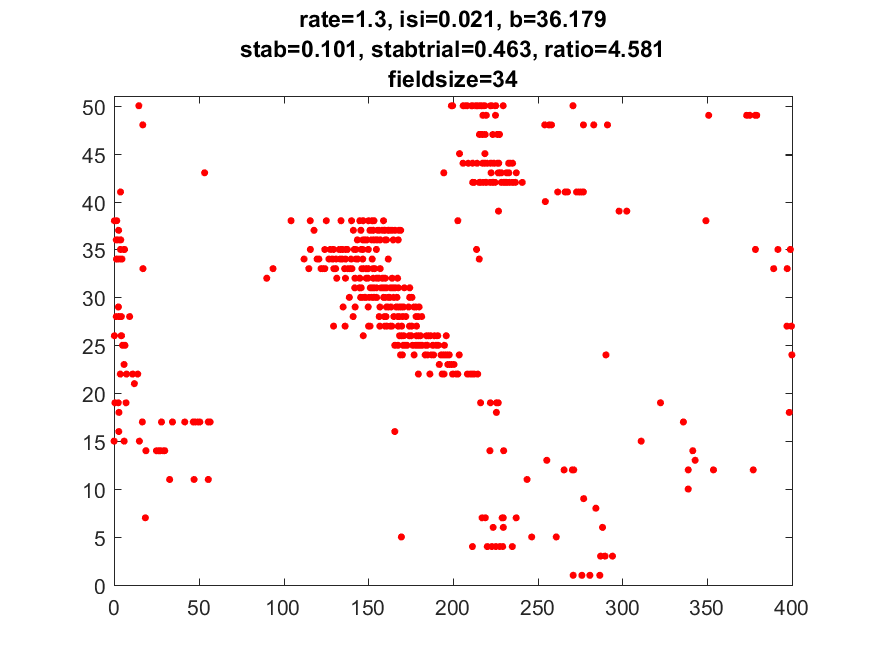 rate=1.3, isi=0.021, b=36.179
stab=0.101, stabtrial=0.463, ratio=4.581
fieldsize=34
50
45
40
35
30
25
20
15
10
5
0
0 50 100 150 200 250 300 350 400